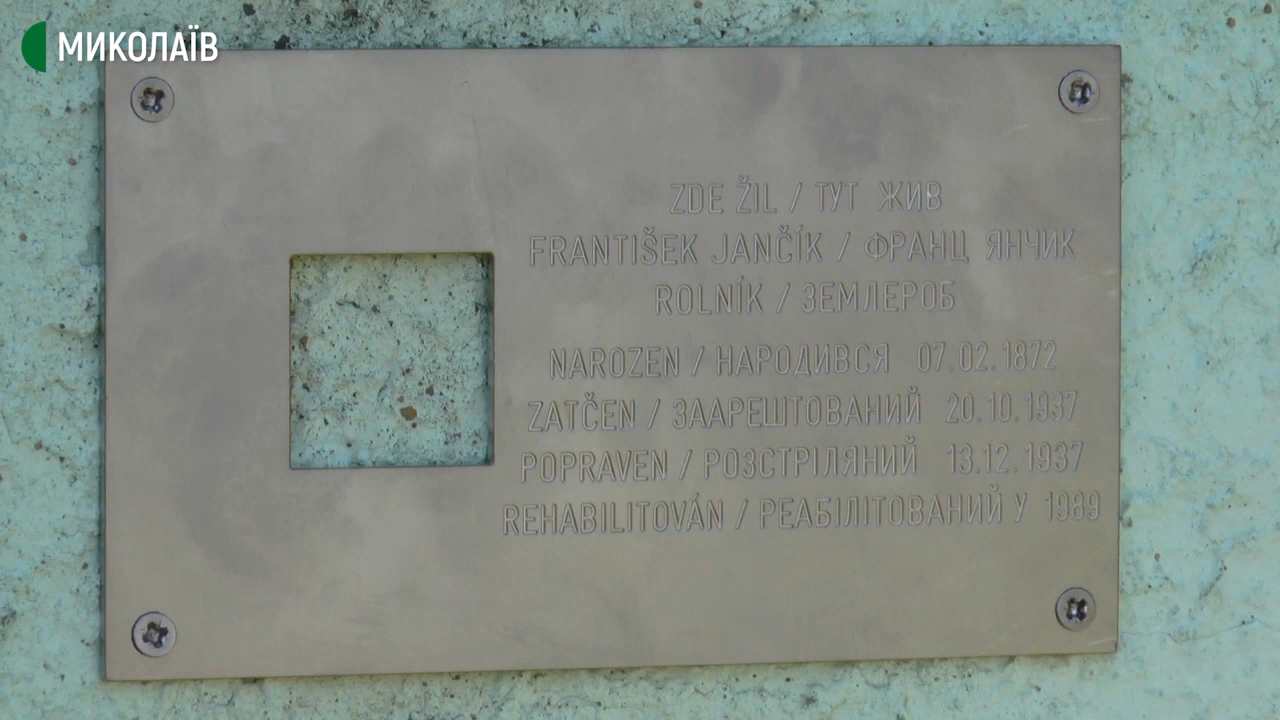 МИКОЛАЇВ
ZDE ŽIL / ТУТ ЖИВ
FRANTIŠEK JANČÍK / ФРАНЦ ЯНЧИК
ROLNÍK / ЗЕМЛЕРОБ
NAROZEN / НАРОДИВСЯ 07.02.1872
ZATČEN / ЗААРЕШТОВАНИЙ 20.10.1937
POPRAVEN / РОЗСТРІЛЯНИЙ 13.12.1937
REHABILITOVÁN / РЕАБІЛІТОВАНИЙ У 1989